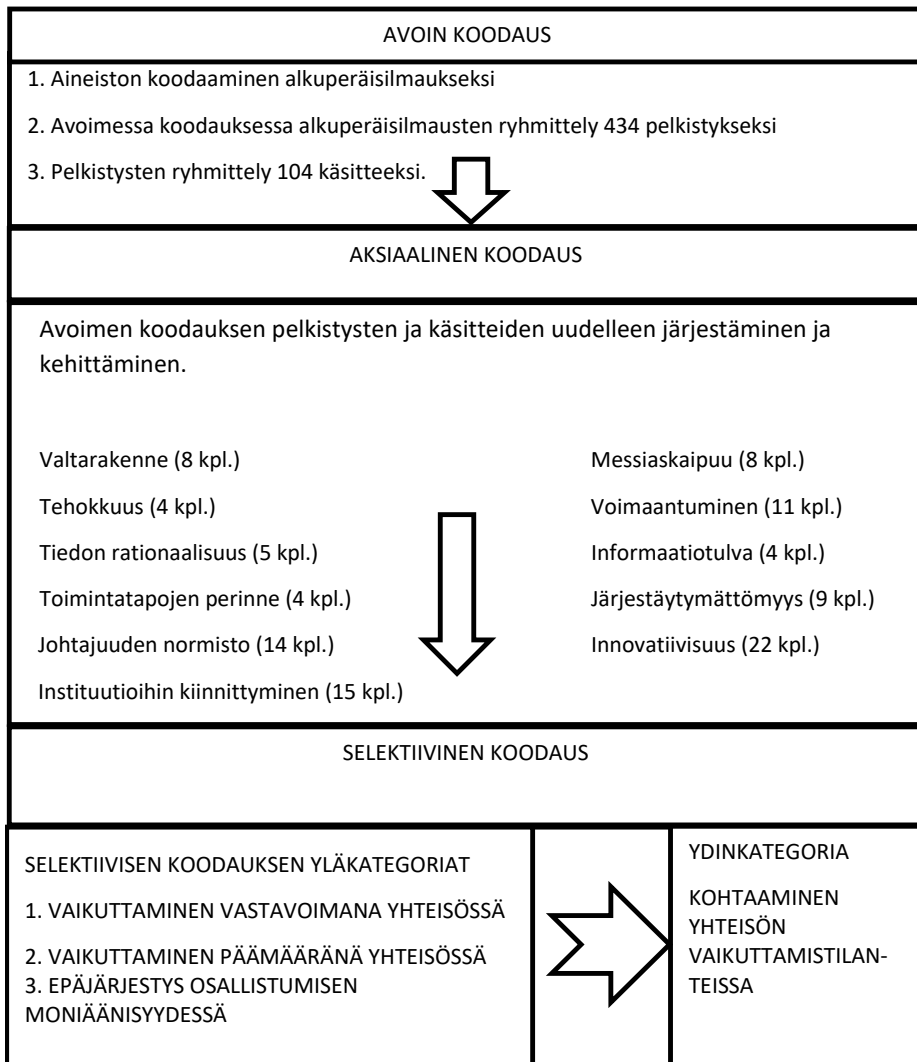 AVOIN KOODAUS
1. Aineiston koodaaminen alkuperäisilmaukseksi
2. Avoimessa koodauksessa alkuperäisilmausten ryhmittely 434 pelkistykseksi
3. Pelkistysten ryhmittely 104 käsitteeksi.
AKSIAALINEN KOODAUS
Avoimen koodauksen pelkistysten ja käsitteiden uudelleen järjestäminen ja
kehittäminen.
Valtarakenne (8 kpl.)
Tehokkuus (4 kpl.)
Tiedon rationaalisuus (5 kpl.)
Toimintatapojen perinne (4 kpl.)
Johtajuuden normisto (14 kpl.)
Instituutioihin kiinnittyminen (15 kpl.)
Messiaskaipuu (8 kpl.)
Voimaantuminen (11 kpl.)
Informaatiotulva (4 kpl.)
Järjestäytymättömyys (9 kpl.)
Innovatiivisuus (22 kpl.)
SELEKTIIVINEN KOODAUS
SELEKTIIVISEN KOODAUKSEN YLÄKATEGORIAT
1. VAIKUTTAMINEN VASTAVOIMANA YHTEISÖSSÄ
2. VAIKUTTAMINEN PÄÄMÄÄRÄNÄ YHTEISÖSSÄ
3. EPÄJÄRJESTYS OSALLISTUMISEN
MONIÄÄNISYYDESSÄ
YDINKATEGORIA
KOHTAAMINEN
YHTEISÖN
VAIKUTTAMISTILAN-
TEISSA